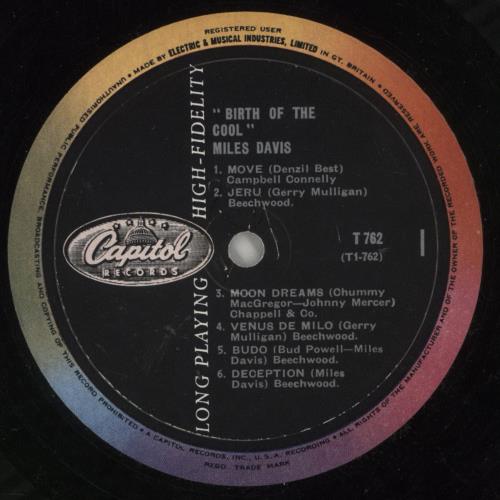 REGISTERED USER
UNAUTHORISED PUBLIC PERFORMANCE, BROADCASTING AND COPYING OF THIS RECORD PROHIBITED • MADE BY ELECTRIC & MUSICAL INDUSTRIES, LIMITED IN GT. BRITAIN • ALL RIGHTS OF THE MANUFACTURER AND OF THE OWNER OF THE RECORDED WORK ARE RESERVED
"BIRTH OF THE
COOL"
MILES DAVIS
1. MOVE (Denzil Best)
Campbell Connelly
2. JERU (Gerry Mulligan)
Beechwood.
Capitol
RECORDS
LONG PLAYING HIGH-FIDELITY
T 762
(T1-762)
1
3. MOON DREAMS (Chummy
MacGregor—Johnny Mercer)
Chappell & Co.
4. VENUS DE MILO (Gerry
Mulligan) Beechwood.
5. BUDO (Bud Powell—Miles
Davis) Beechwood.
6. DECEPTION (Miles
Davis) Beechwood.
• A CAPITOL RECORDS, INC., U.S.A. RECORDING •
REGD. TRADE MARK